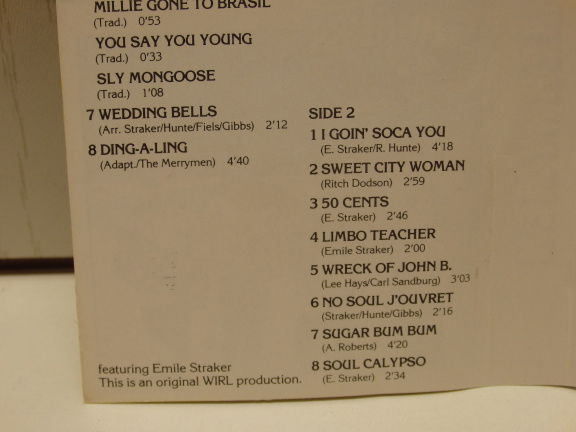 MILLIE GONE TO BRASIL
(Trad.) 0'53
YOU SAY YOU YOUNG
(Trad.) 0'33
SLY MONGOOSE
(Trad.) 1'08
7 WEDDING BELLS
(Arr. Straker/Hunte/Fiels/Gibbs) 2'12
8 DING-A-LING
(Adapt./The Merrymen) 4'40
featuring Emile Straker
This is an original WIRL production.
SIDE 2
1 I GOIN' SOCA YOU
(E. Straker/R. Hunte) 4'18
2 SWEET CITY WOMAN
(Ritch Dodson) 2'59
3 50 CENTS
(E. Straker) 2'46
4 LIMBO TEACHER
(Emile Straker) 2'00
5 WRECK OF JOHN B.
(Lee Hays/Carl Sandburg) 3'03
6 NO SOUL J'OUVRET
(Straker/Hunte/Gibbs) 2'16
7 SUGAR BUM BUM
(A. Roberts) 4'20
8 SOUL CALYPSO
(E. Straker) 2'34